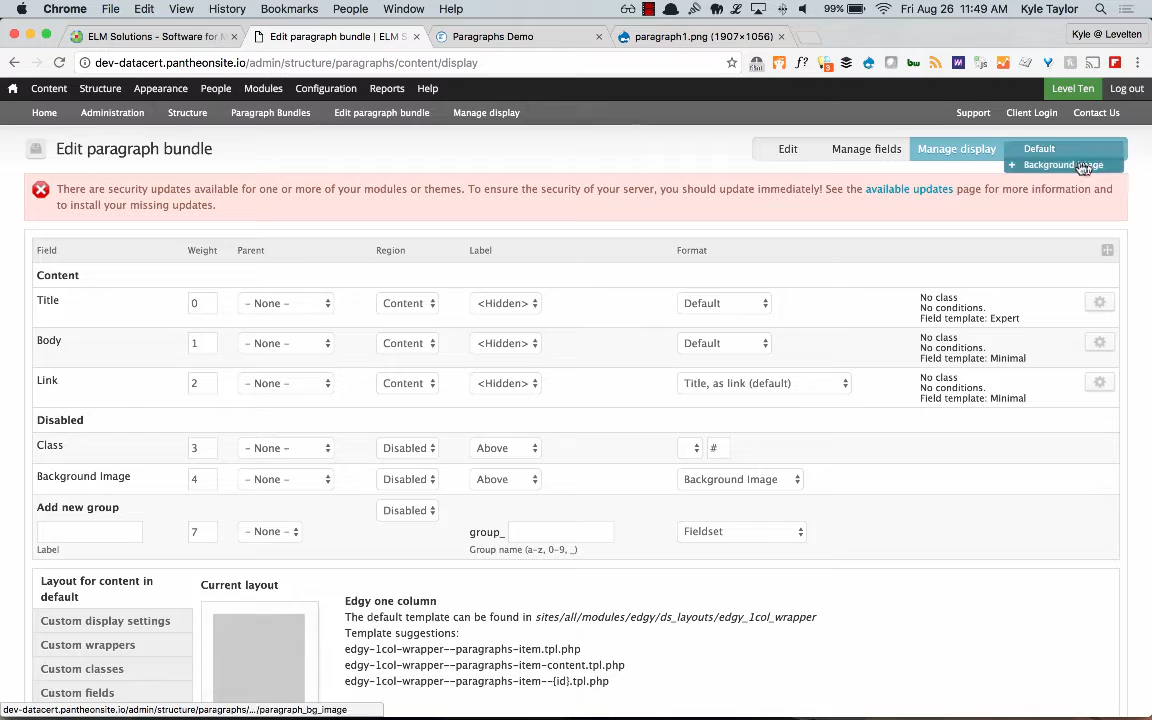 Chrome File Edit View History Bookmarks People Window Help 99% Fri Aug 26 11:49 AM Kyle Taylor
ELM Solutions - Software for M Edit paragraph bundle | ELM S Paragraphs Demo paragraph1.png (1907×1056) Kyle @ Levelten
dev-datacert.pantheonsite.io/admin/structure/paragraphs/content/display
Content Structure Appearance People Modules Configuration Reports Help Level Ten Log out
Home Administration Structure Paragraph Bundles Edit paragraph bundle Manage display Support Client Login Contact Us
Edit paragraph bundle Edit Manage fields Manage display Default
+ Background Image
There are security updates available for one or more of your modules or themes. To ensure the security of your server, you should update immediately! See the available updates page for more information and
to install your missing updates.
Field Weight Parent Region Label Format
Content
Title 0 - None - Content <Hidden> Default No class
No conditions.
Field template: Expert
Body 1 - None - Content <Hidden> Default No class
No conditions.
Field template: Minimal
Link 2 - None - Content <Hidden> Title, as link (default) No class
No conditions.
Field template: Minimal
Disabled
Class 3 - None - Disabled Above #
Background Image 4 - None - Disabled Above Background Image
Add new group Disabled
7 - None - group_ Fieldset
Label Group name (a-z, 0-9, _)
Layout for content in
default
Custom display settings
Custom wrappers
Custom classes
Custom fields
Current layout
Edgy one column
The default template can be found in sites/all/modules/edgy/ds_layouts/edgy_1col_wrapper
Template suggestions:
edgy-1col-wrapper--paragraphs-item.tpl.php
edgy-1col-wrapper--paragraphs-item-content.tpl.php
edgy-1col-wrapper--paragraphs-item--{id}.tpl.php
dev-datacert.pantheonsite.io/admin/structure/paragraphs/.../paragraph_bg_image